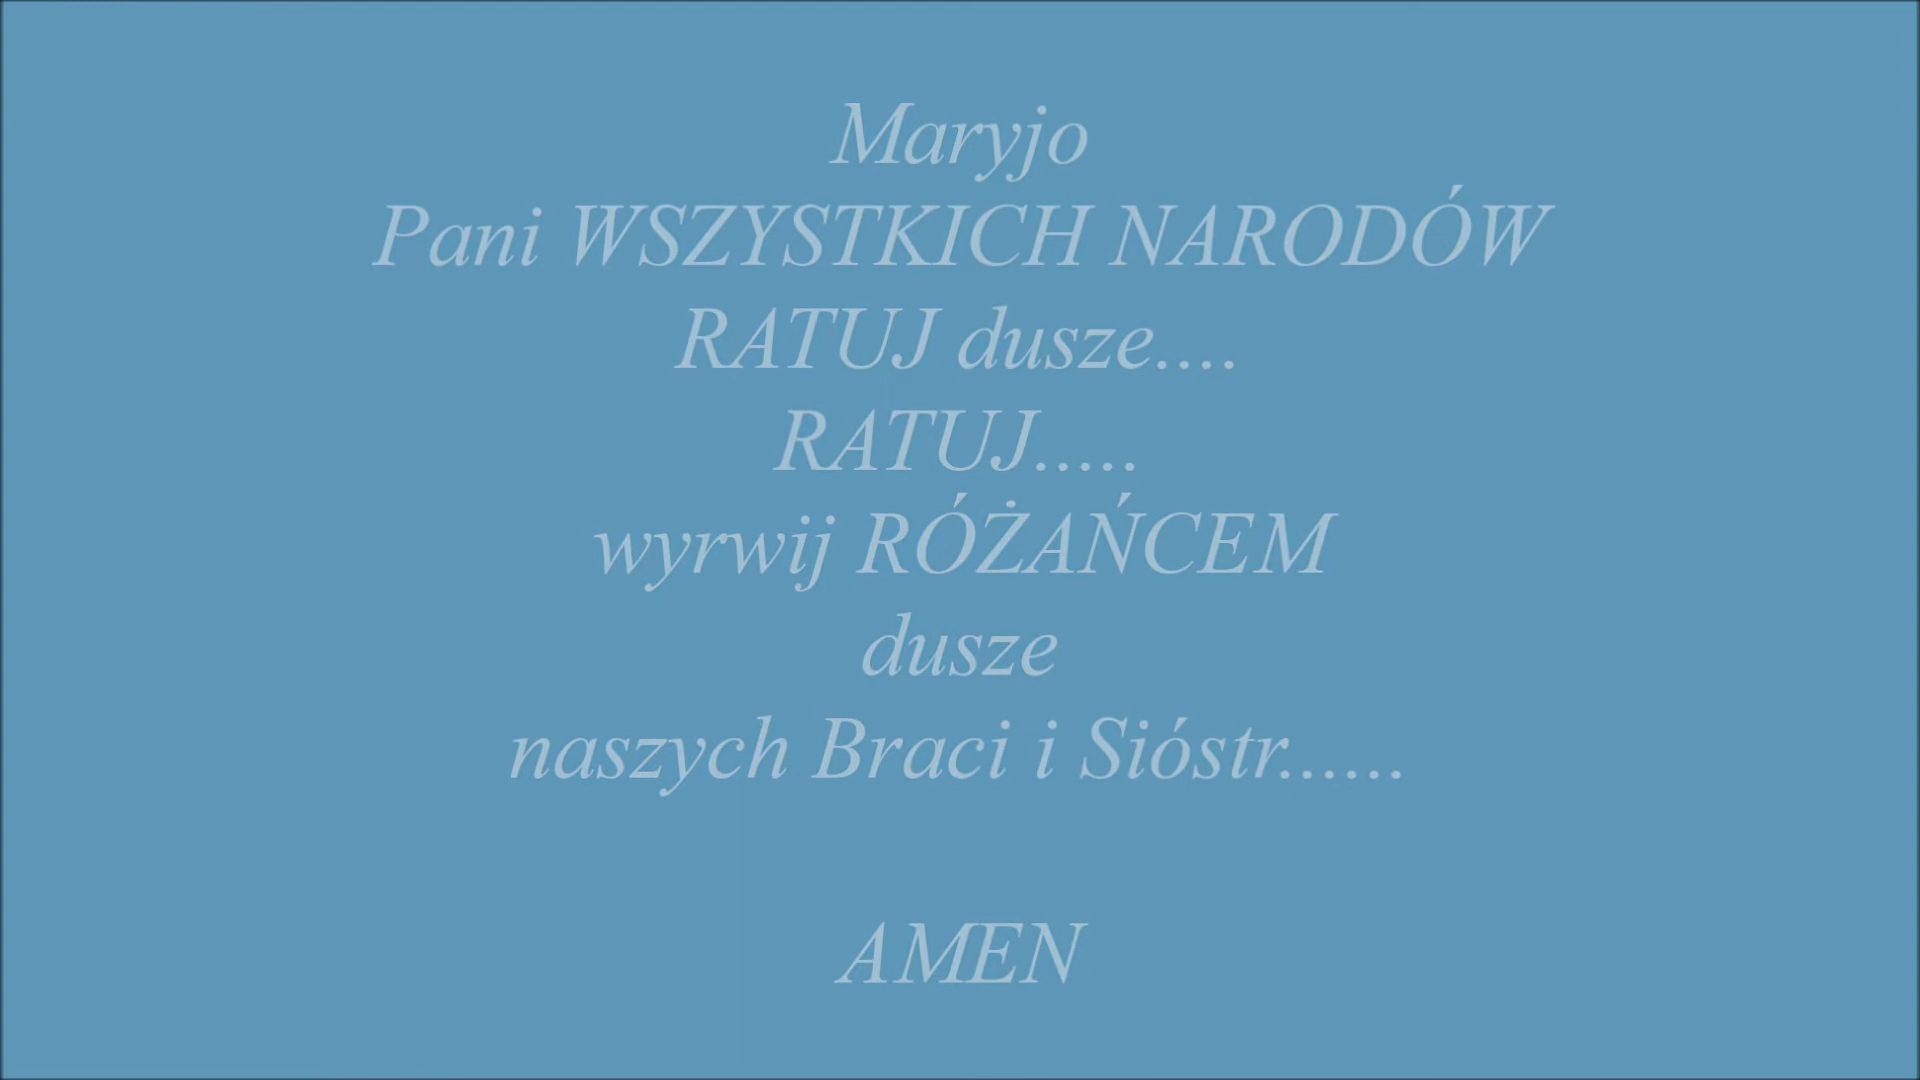 Maryjo
Pani WSZYSTKICH NARODÓW
RATUJ dusze....
RATUJ.....
wyrwij RÓŻAŃCEM
dusze
naszych Braci i Sióstr......
AMEN